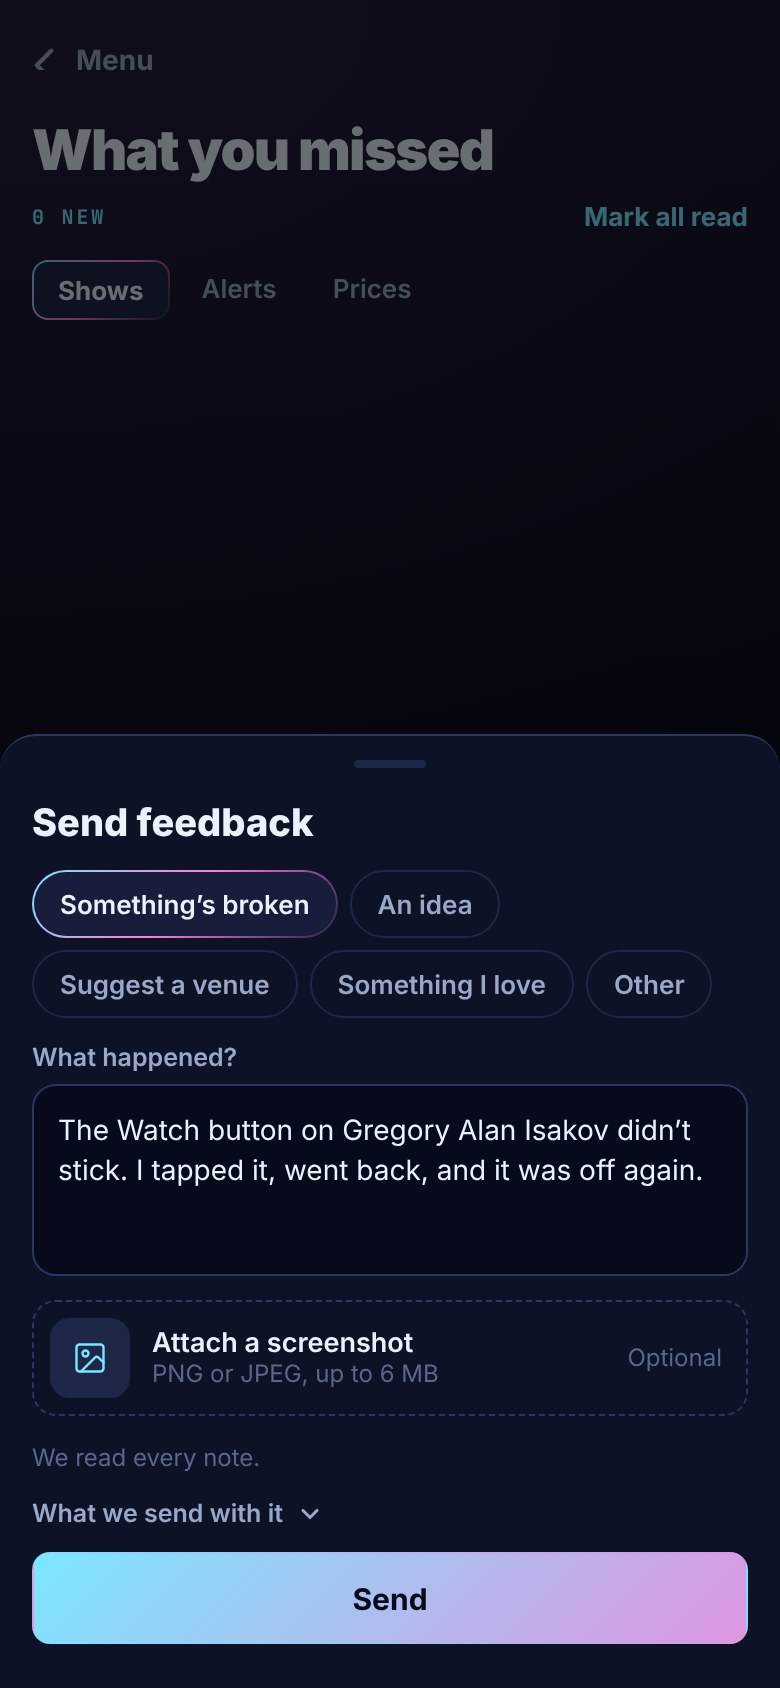 Menu
What you missed
0 NEW
Mark all read
Shows
Alerts
Prices
Send feedback
Something’s broken
An idea
Suggest a venue
Something I love
Other
What happened?
The Watch button on Gregory Alan Isakov didn’t
stick. I tapped it, went back, and it was off again.
Attach a screenshot
PNG or JPEG, up to 6 MB
Optional
We read every note.
What we send with it
Send